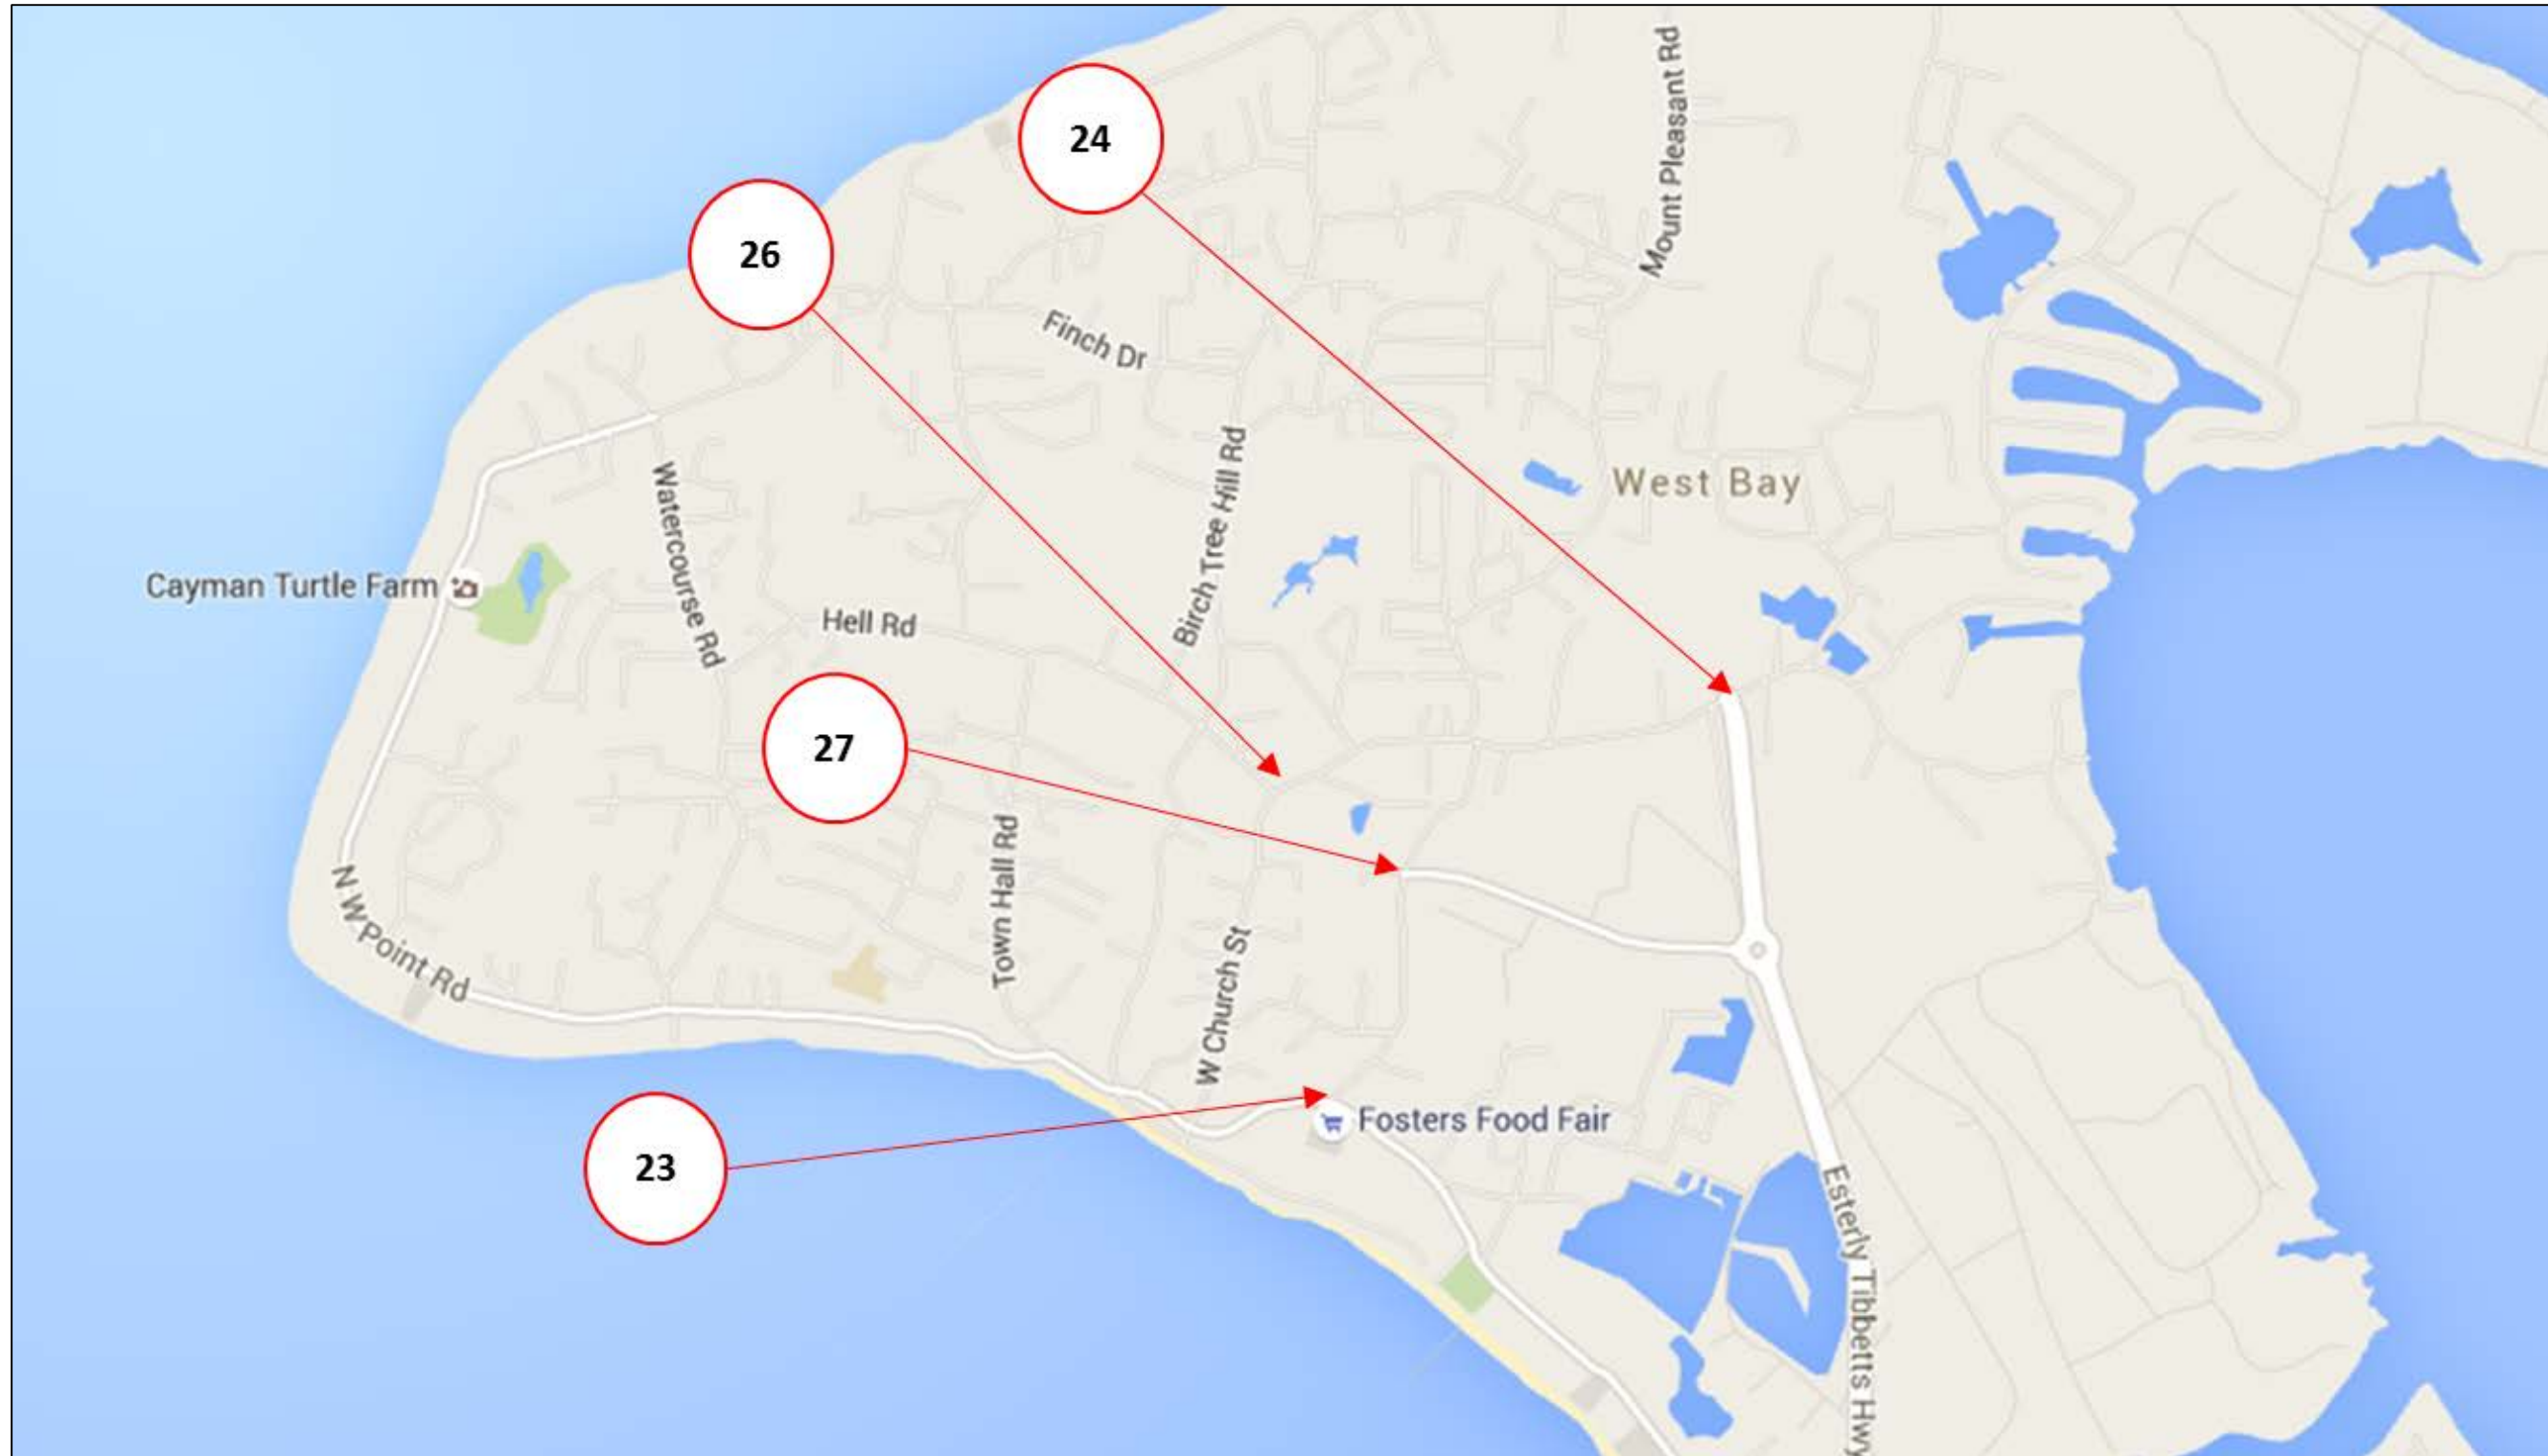 24
Mount Pleasant Rd
26
Finch Dr
Birch Tree Hill Rd
West Bay
Watercourse Rd
Cayman Turtle Farm
Hell Rd
27
Town Hall Rd
N W Point Rd
W Church St
23
Fosters Food Fair
Esterly Tibbetts Hwy